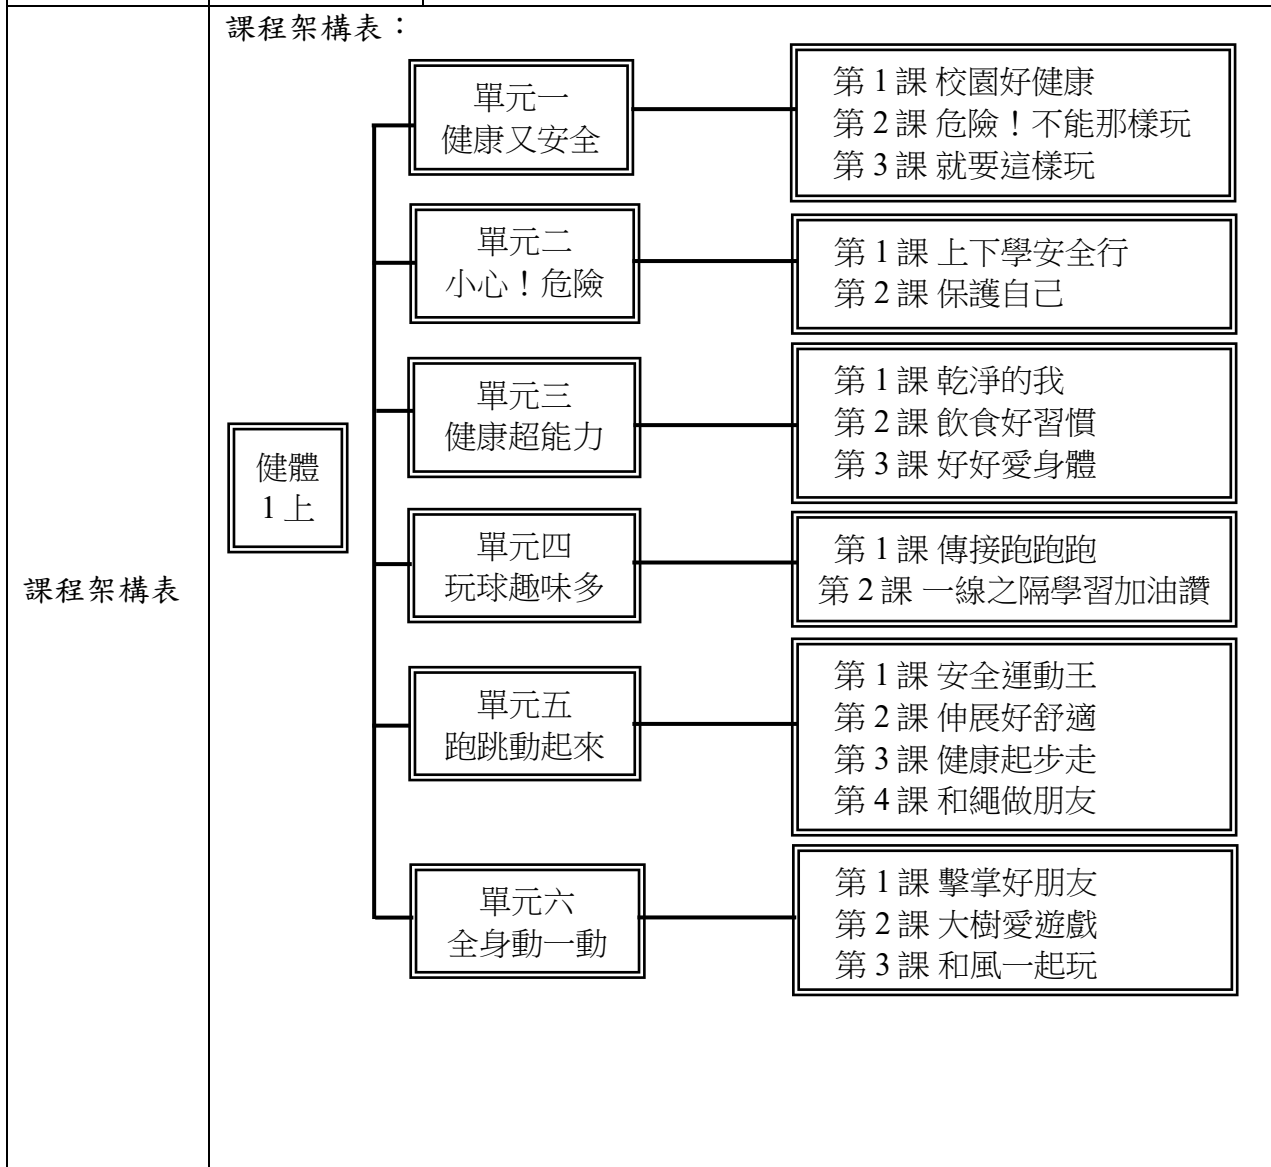 課程架構表
課程架構表：
健體
1 上
單元一
健康又安全
第 1 課 校園好健康
第 2 課 危險！不能那樣玩
第 3 課 就要這樣玩
單元二
小心！危險
第 1 課 上下學安全行
第 2 課 保護自己
單元三
健康超能力
第 1 課 乾淨的我
第 2 課 飲食好習慣
第 3 課 好好愛身體
單元四
玩球趣味多
第 1 課 傳接跑跑跑
第 2 課 一線之隔學習加油讚
單元五
跑跳動起來
第 1 課 安全運動王
第 2 課 伸展好舒適
第 3 課 健康起步走
第 4 課 和繩做朋友
單元六
全身動一動
第 1 課 擊掌好朋友
第 2 課 大樹愛遊戲
第 3 課 和風一起玩